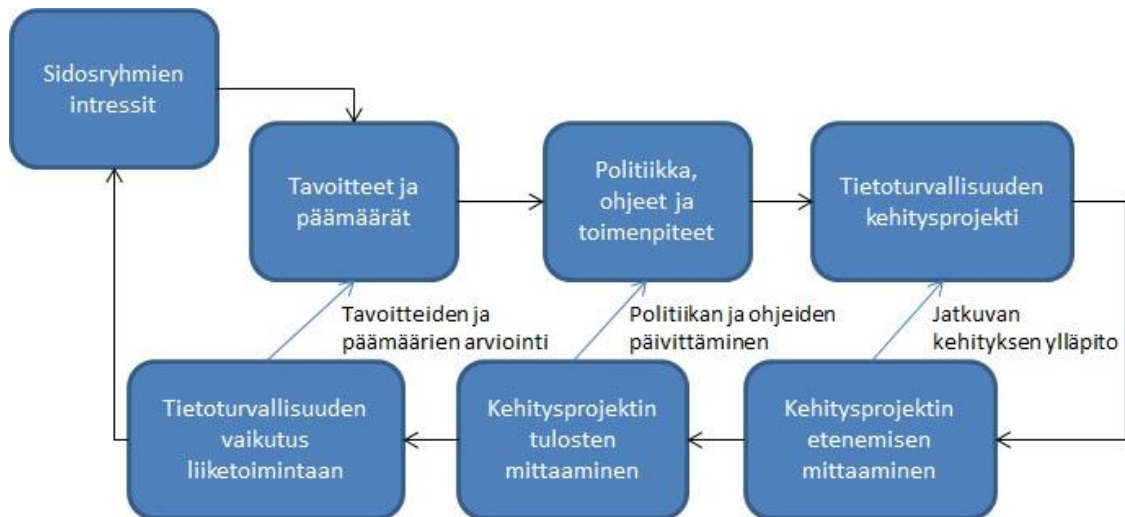 Sidosryhmien
intressit
Tavoitteet ja
päämäärät
Politiikka,
ohjeet ja
toimenpiteet
Tietoturvallisuuden
kehitysprojekti
Tavoitteiden ja
päämäärien arviointi
Politiikan ja ohjeiden
päivittäminen
Jatkuvan
kehityksen ylläpito
Tietoturvallisuuden
vaikutus
liiketoimintaan
Kehitysprojektin
tulosten
mittaaminen
Kehitysprojektin
etenemisen
mittaaminen